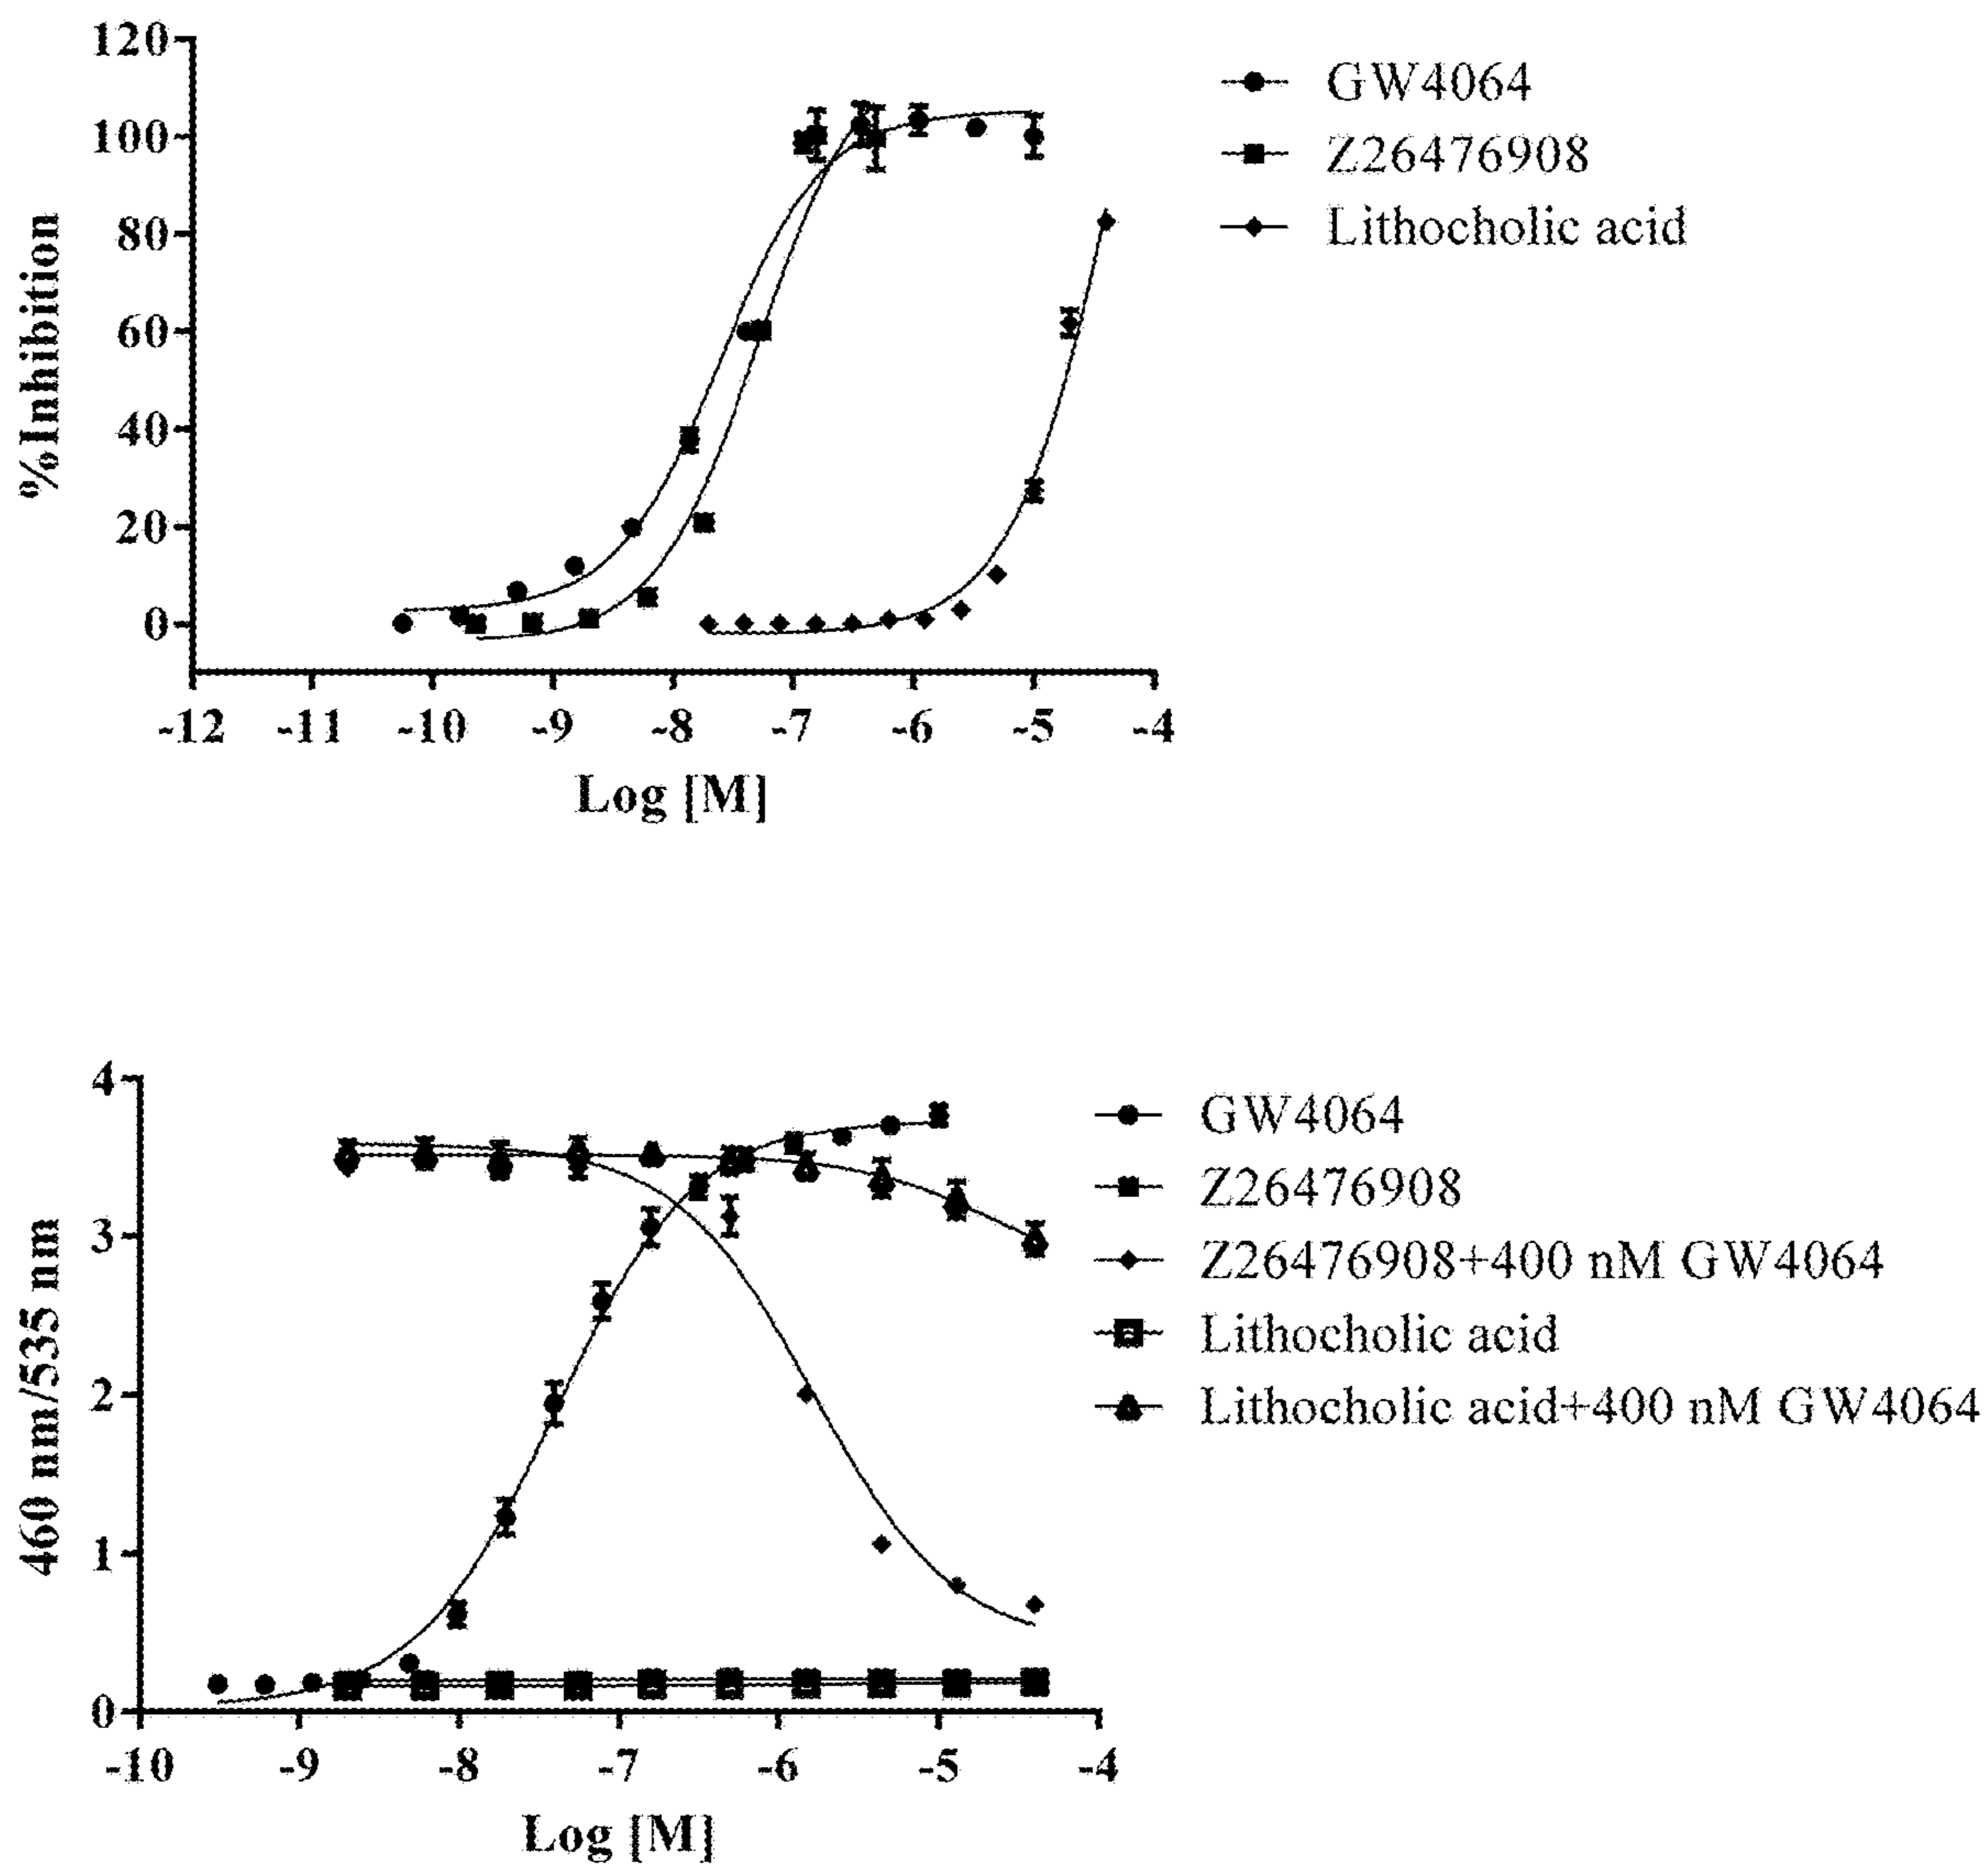 120
100
80
60
40
20
0
%Inhibition
-12 -11 -10 -9 -8 -7 -6 -5 -4
Log [M]
GW4064
Z26476908
Lithocholic acid
4
3
2
1
0
460 nm/535 nm
-10 -9 -8 -7 -6 -5 -4
Log [M]
GW4064
Z26476908
Z26476908+400 nM GW4064
Lithocholic acid
Lithocholic acid+400 nM GW4064